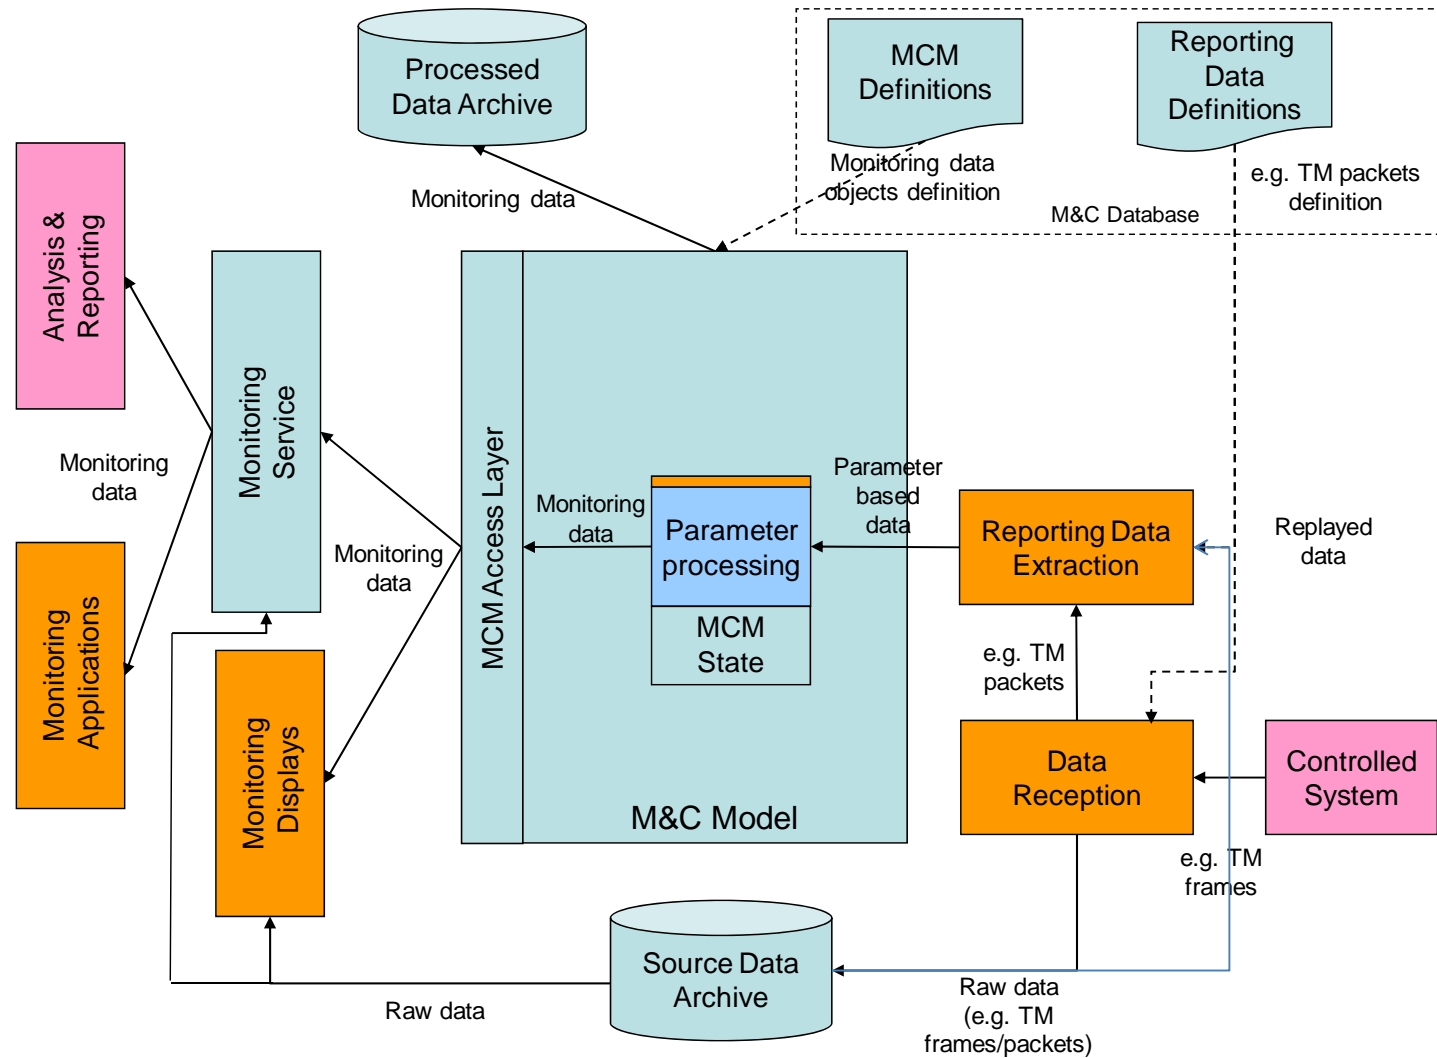 Processed
Data Archive
MCM
Definitions
Reporting
Data
Definitions
Monitoring data
objects definition
e.g. TM packets
definition
M&C Database
Monitoring data
Analysis &
Reporting
Monitoring
Service
MCM Access Layer
Monitoring
data
Monitoring
Applications
Monitoring
data
Monitoring
Displays
Monitoring
data
Parameter
processing
MCM
State
Parameter
based
data
Reporting Data
Extraction
Replayed
data
e.g. TM
packets
Data
Reception
Controlled
System
M&C Model
e.g. TM
frames
Source Data
Archive
Raw data
Raw data
(e.g. TM
frames/packets)